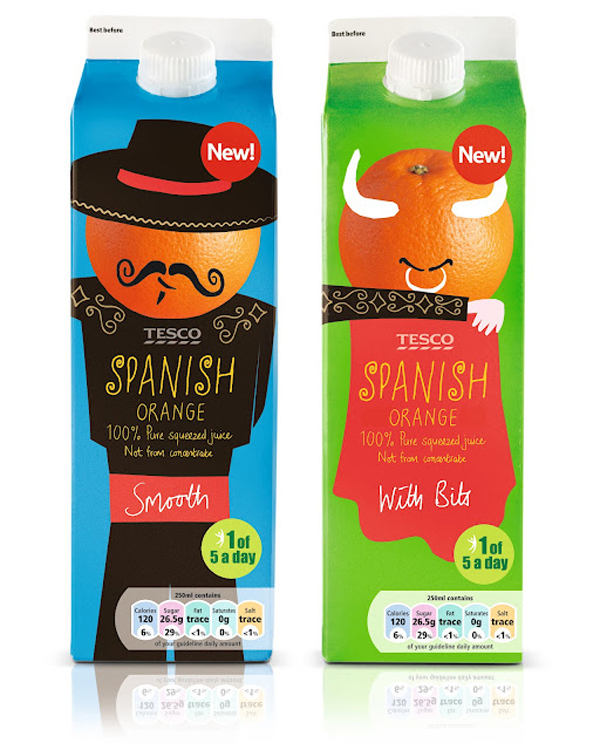 Best before
New!
TESCO
SPANISH
ORANGE
100% Pure squeezed juice
Not from concentrate
Smooth
1 of
5 a day
250ml contains
Calories Sugar Fat Saturates Salt
120 26.5g trace 0g trace
6% 29% <1% 0% <1%
of your guideline daily amount
Best before
New!
TESCO
SPANISH
ORANGE
100% Pure squeezed juice
Not from concentrate
With Bits
1 of
5 a day
250ml contains
Calories Sugar Fat Saturates Salt
120 26.5g trace 0g trace
6% 29% <1% 0% <1%
of your guideline daily amount